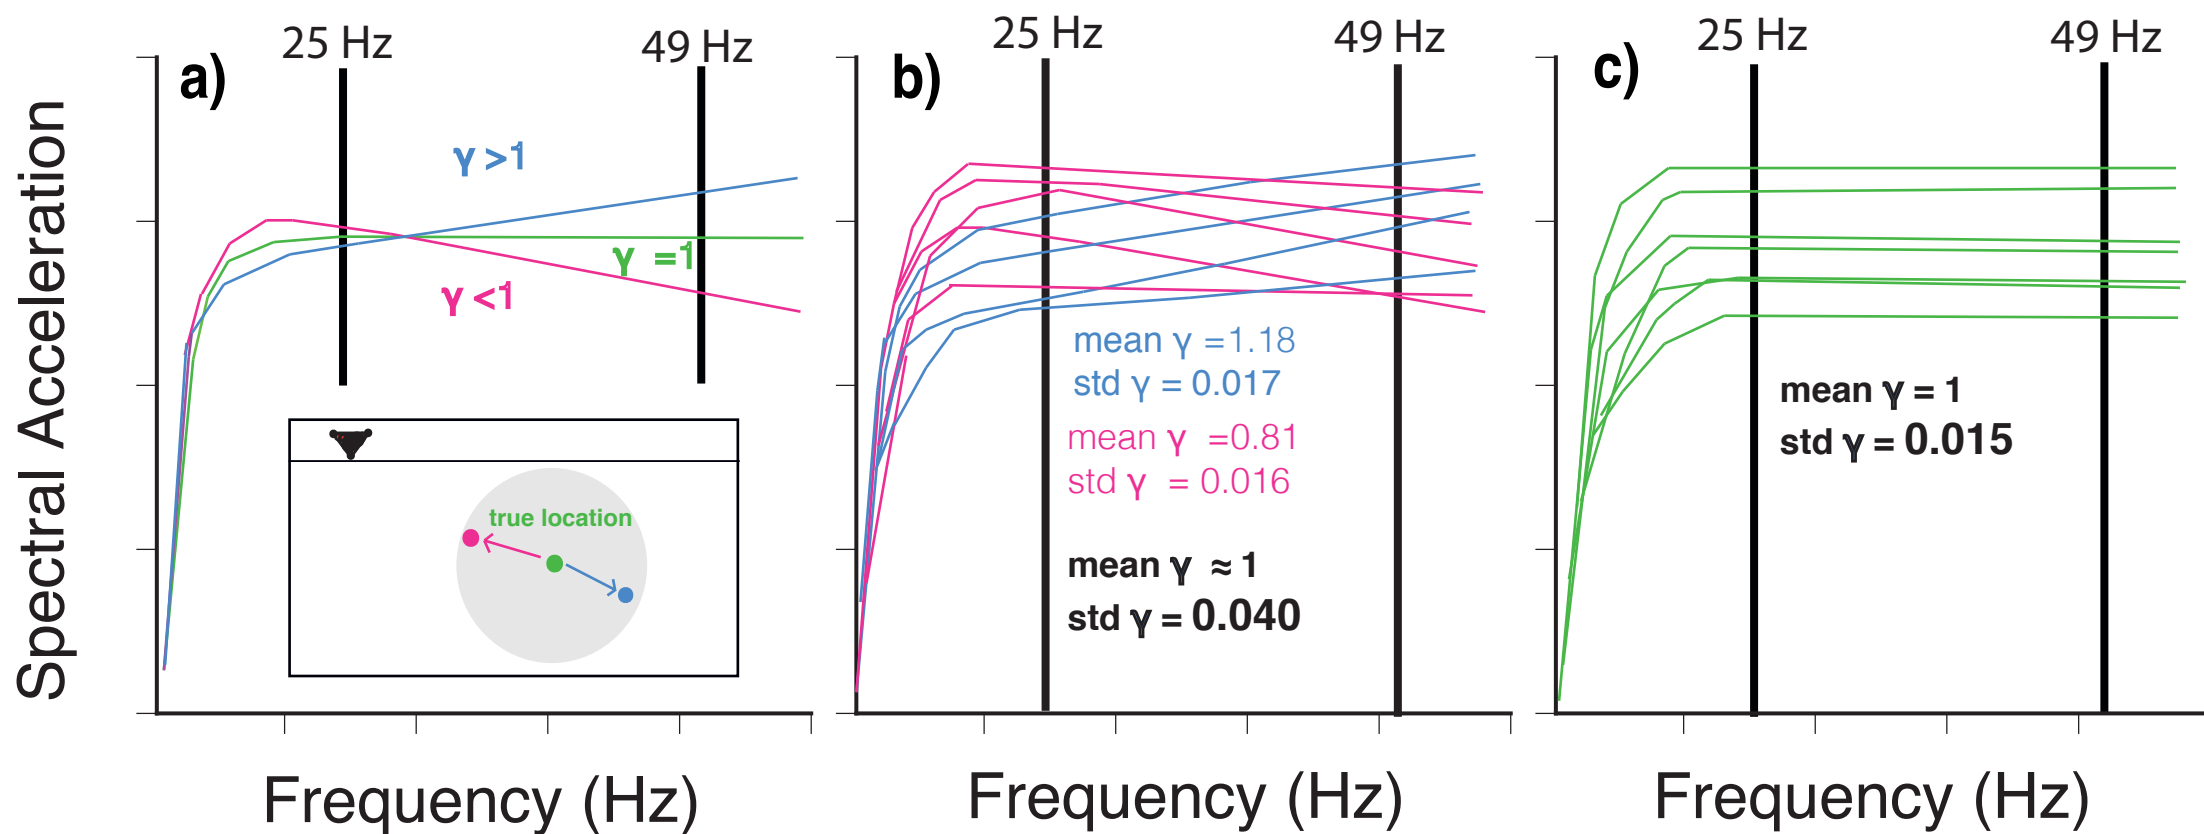 Spectral Acceleration
25 Hz
49 Hz
a)
γ >1
γ =1
γ <1
true location
Frequency (Hz)
25 Hz
49 Hz
b)
mean γ =1.18
std γ = 0.017
mean γ =0.81
std γ = 0.016
mean γ ≈ 1
std γ = 0.040
Frequency (Hz)
25 Hz
49 Hz
c)
mean γ = 1
std γ = 0.015
Frequency (Hz)